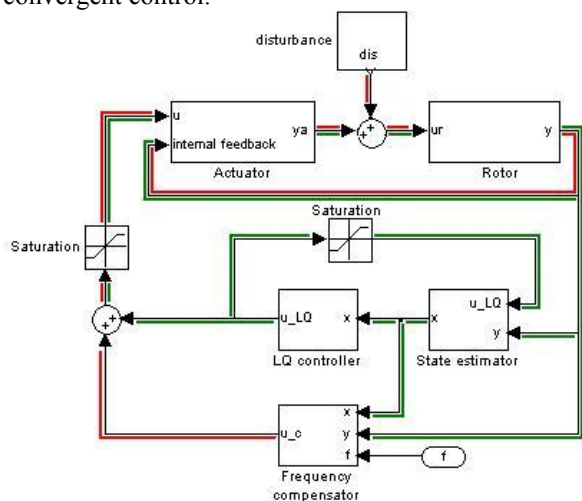 convergent control.
disturbance
dis
y
u
ya
internal feedback
Actuator
++
ur
y
Rotor
Saturation
Saturation
++
u_LQ
x
LQ controller
u_LQ
x
y
State estimator
x
u_c
y
f
f
Frequency
compensator